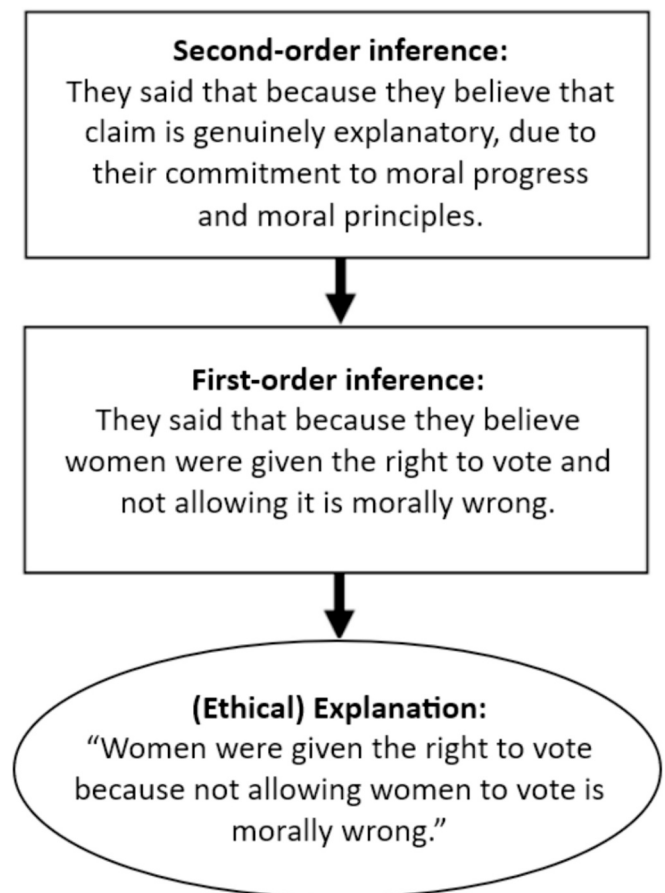 Second-order inference:
They said that because they believe that
claim is genuinely explanatory, due to
their commitment to moral progress
and moral principles.
First-order inference:
They said that because they believe
women were given the right to vote and
not allowing it is morally wrong.
(Ethical) Explanation:
“Women were given the right to vote
because not allowing women to vote is
morally wrong.”